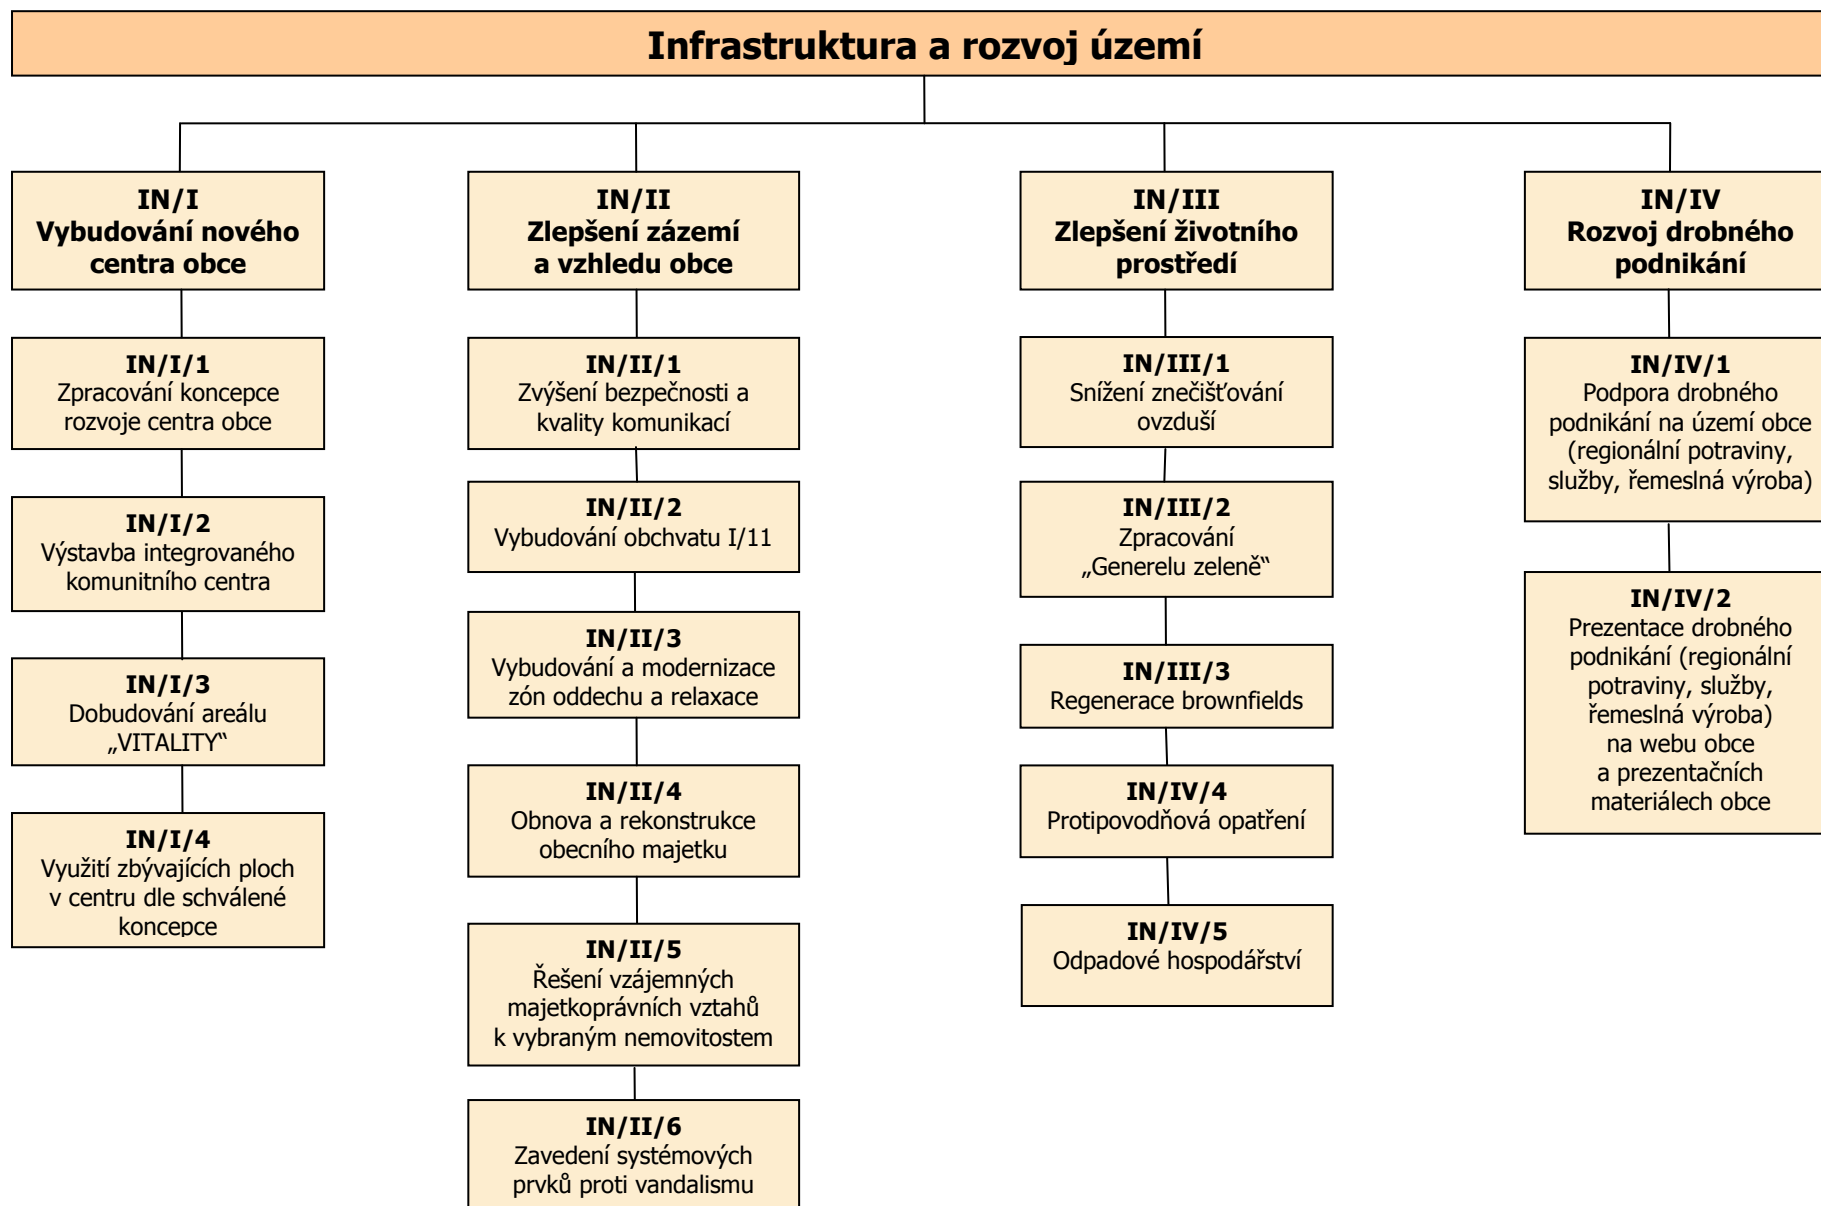 Infrastruktura a rozvoj území
IN/I
Vybudování nového
centra obce
IN/I/1
Zpracování koncepce
rozvoje centra obce
IN/I/2
Výstavba integrovaného
komunitního centra
IN/I/3
Dobudování areálu
„VITALITY“
IN/I/4
Využití zbývajících ploch
v centru dle schválené
koncepce
IN/II
Zlepšení zázemí
a vzhledu obce
IN/II/1
Zvýšení bezpečnosti a
kvality komunikací
IN/II/2
Vybudování obchvatu I/11
IN/II/3
Vybudování a modernizace
zón oddechu a relaxace
IN/II/4
Obnova a rekonstrukce
obecního majetku
IN/II/5
Řešení vzájemných
majetkoprávních vztahů
k vybraným nemovitostem
IN/II/6
Zavedení systémových
prvků proti vandalismu
IN/III
Zlepšení životního
prostředí
IN/III/1
Snížení znečišťování
ovzduší
IN/III/2
Zpracování
„Generelu zeleně“
IN/III/3
Regenerace brownfields
IN/IV/4
Protipovodňová opatření
IN/IV/5
Odpadové hospodářství
IN/IV
Rozvoj drobného
podnikání
IN/IV/1
Podpora drobného
podnikání na území obce
(regionální potraviny,
služby, řemeslná výroba)
IN/IV/2
Prezentace drobného
podnikání (regionální
potraviny, služby,
řemeslná výroba)
na webu obce
a prezentačních
materiálech obce